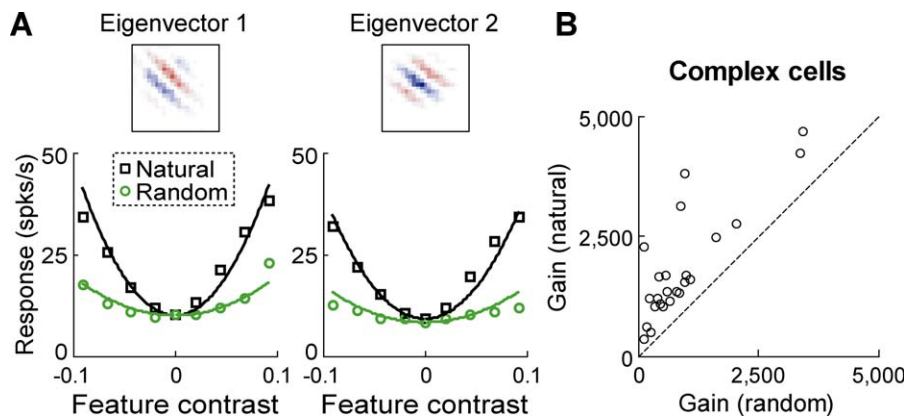 A
Eigenvector 1
Eigenvector 2
50
25
0
Response (spks/s)
Natural
Random
-0.1
0
0.1
Feature contrast
50
25
0
-0.1
0
0.1
Feature contrast
B
Complex cells
5,000
2,500
0
Gain (natural)
0
2,500
5,000
Gain (random)